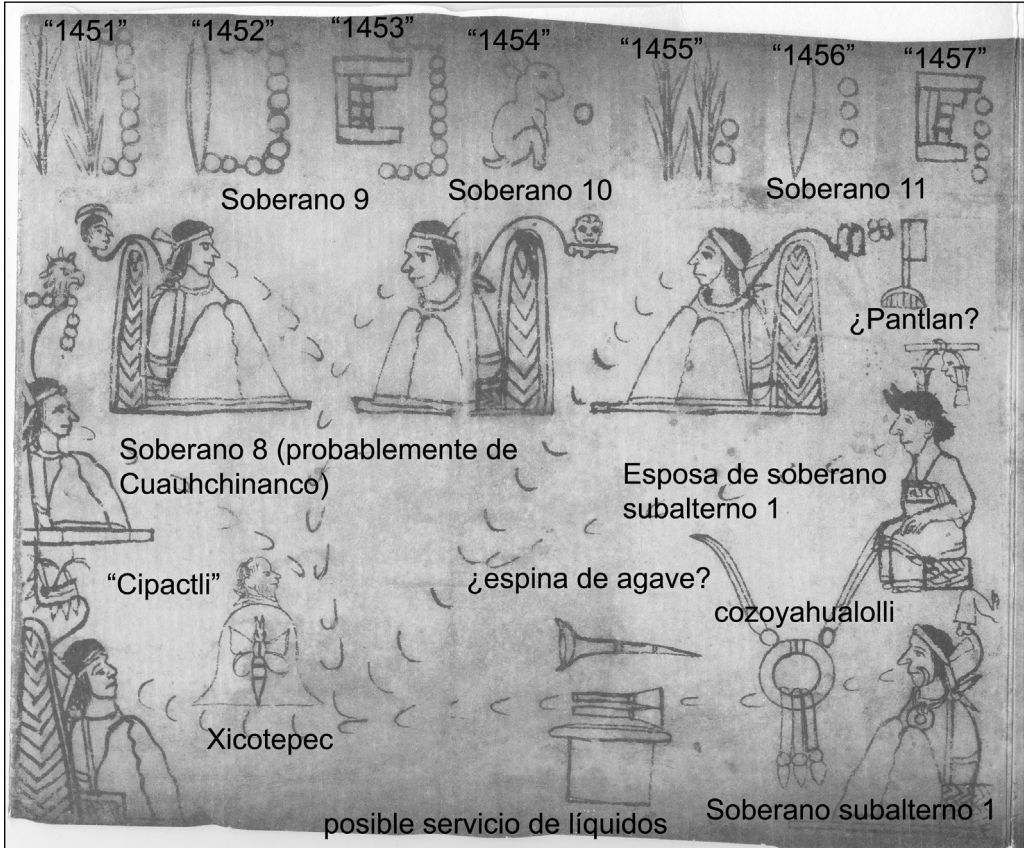 “1451” “1452” “1453” “1454” “1455” “1456” “1457”
Soberano 9 Soberano 10 Soberano 11
¿Pantlan?
Soberano 8 (probablemente de
Cuauhchinanco)
Esposa de soberano
subalterno 1
“Cipactli” ¿espina de agave?
cozoyahualolli
Xicotepec
Soberano subalterno 1
posible servicio de líquidos